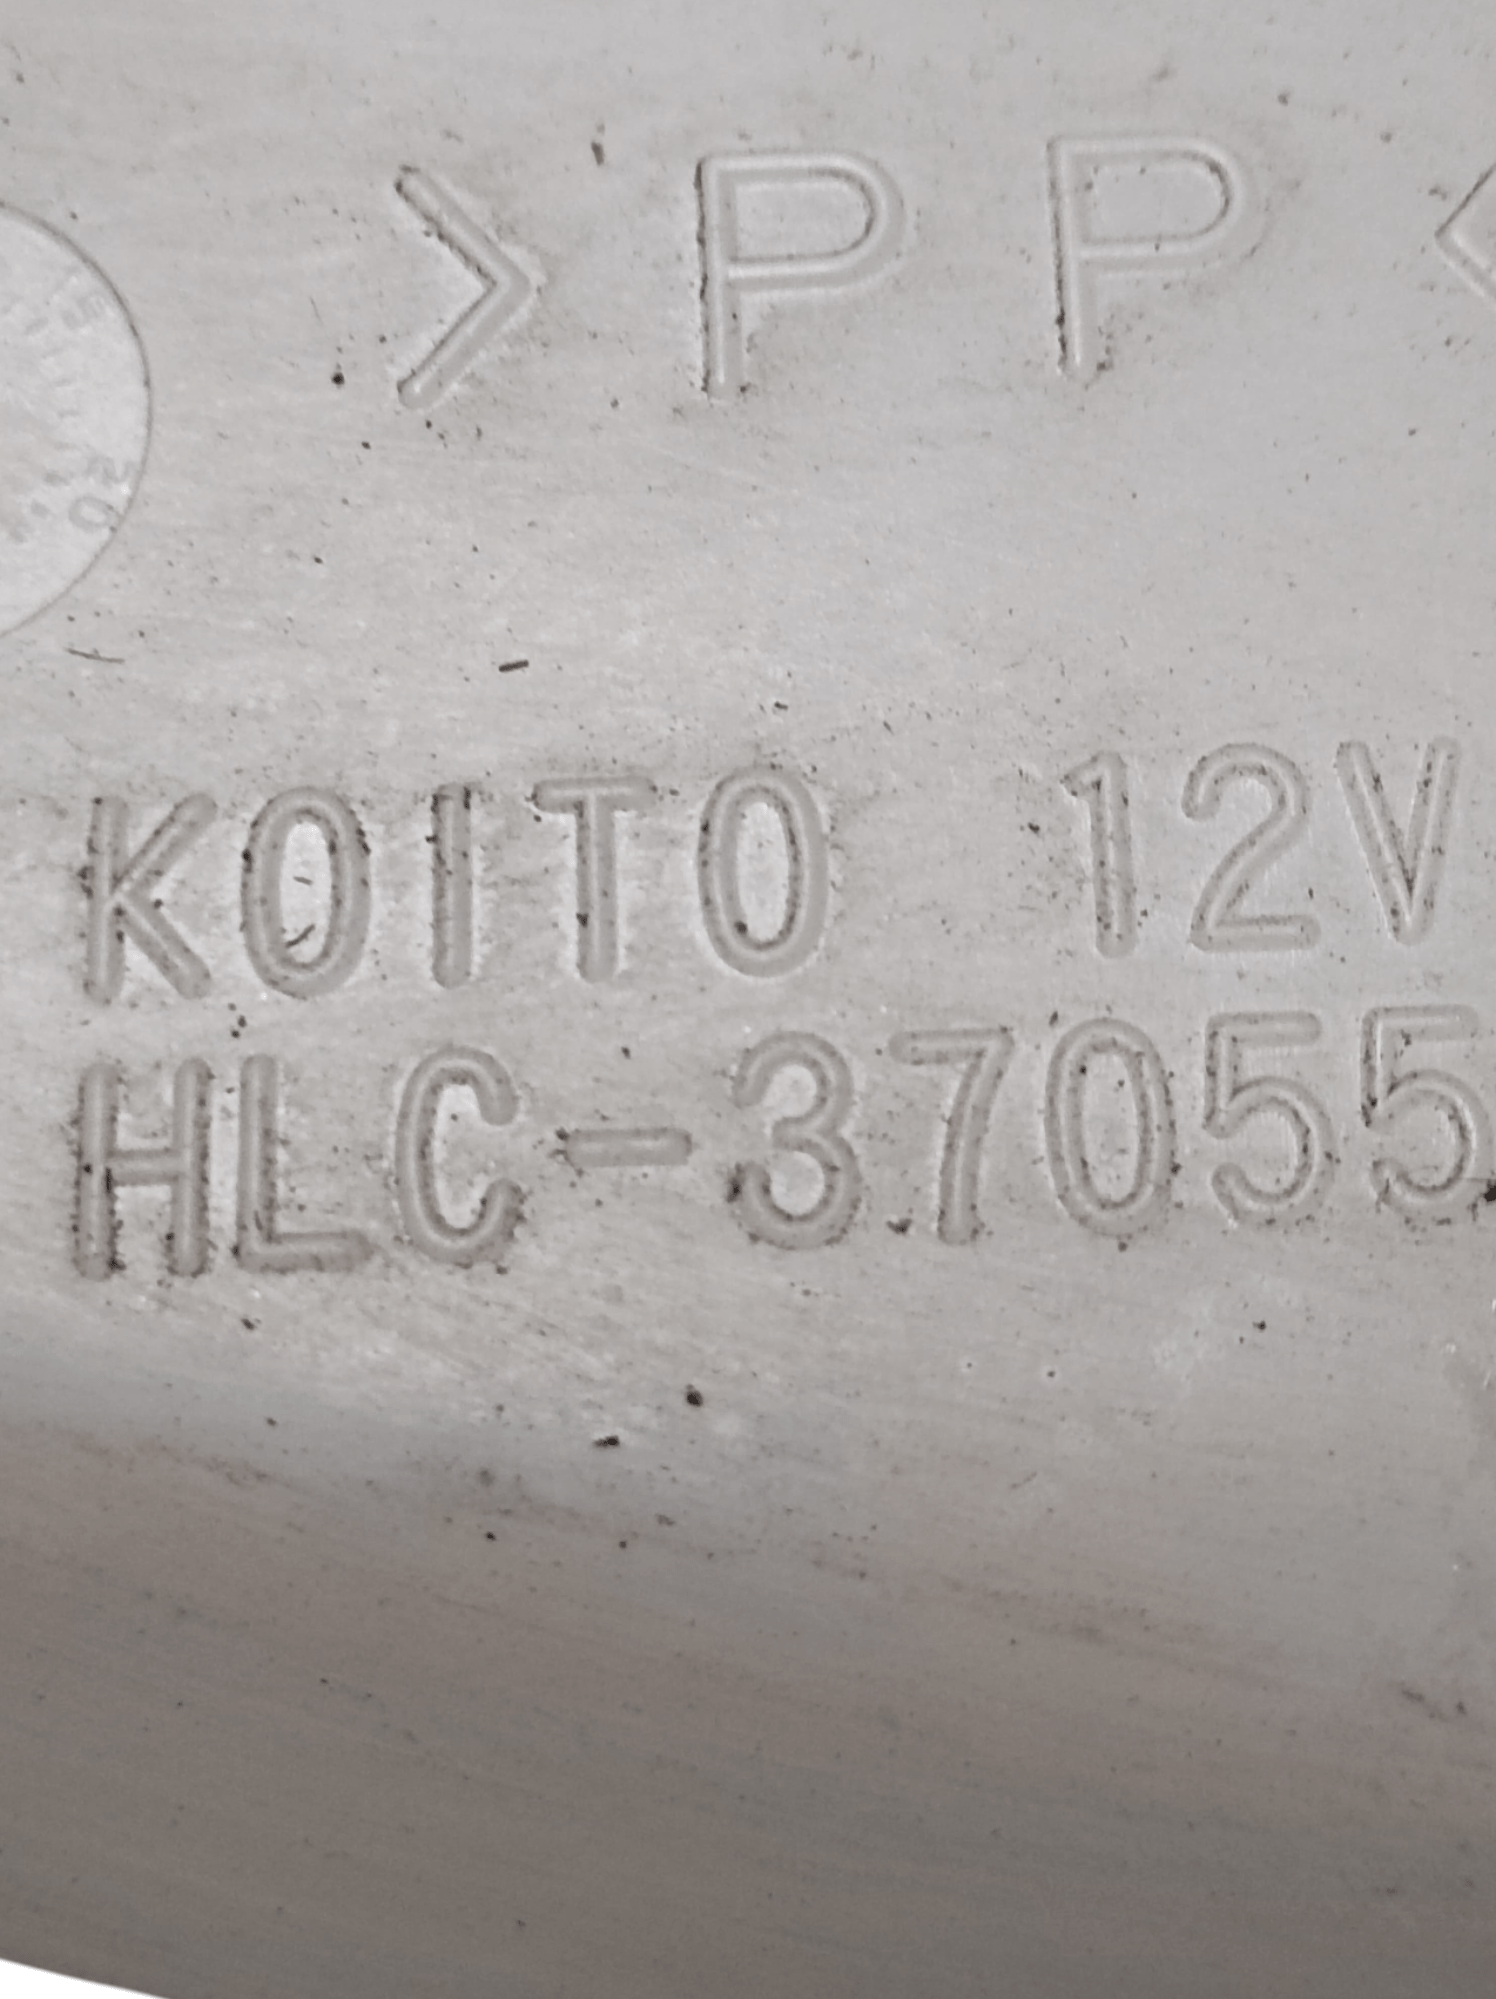 >PP<
KOITO 12V
HLC-37055